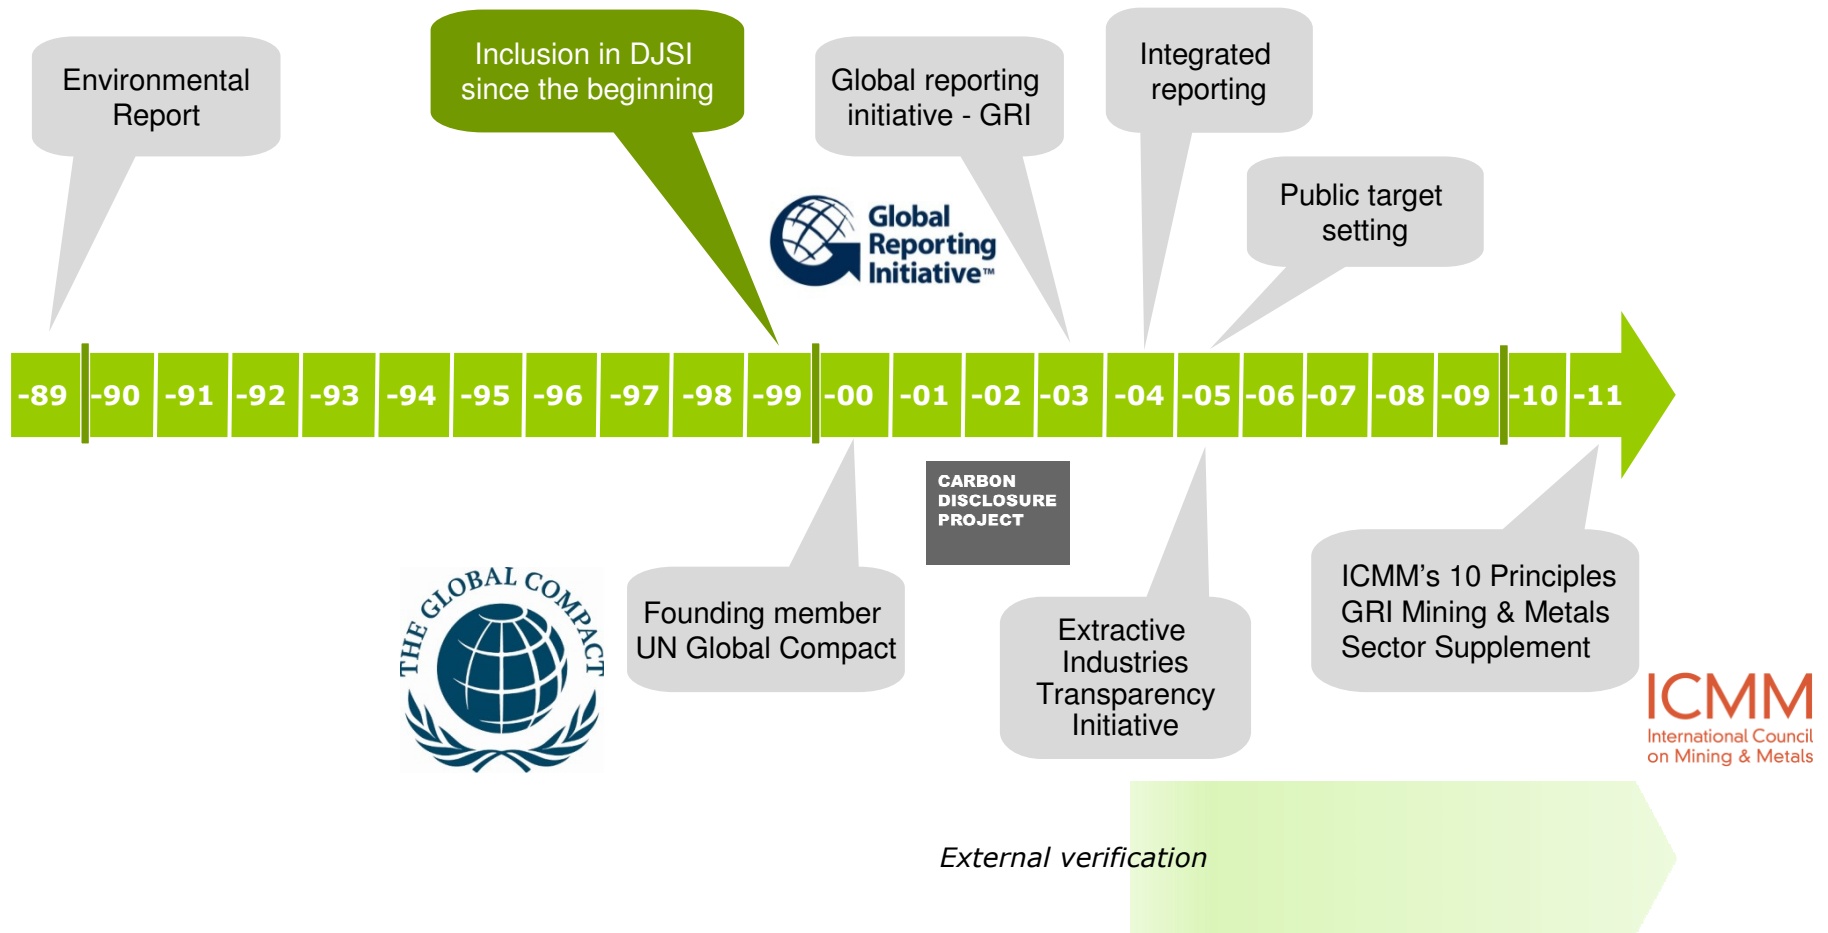 Environmental
Report
Inclusion in DJSI
since the beginning
Global reporting
initiative - GRI
Integrated
reporting
Public target
setting
Global
Reporting
Initiative™
-89 -90 -91 -92 -93 -94 -95 -96 -97 -98 -99 -00 -01 -02 -03 -04 -05 -06 -07 -08 -09 -10 -11
CARBON
DISCLOSURE
PROJECT
THE GLOBAL COMPACT
Founding member
UN Global Compact
Extractive
Industries
Transparency
Initiative
ICMM’s 10 Principles
GRI Mining & Metals
Sector Supplement
ICMM
International Council
on Mining & Metals
External verification